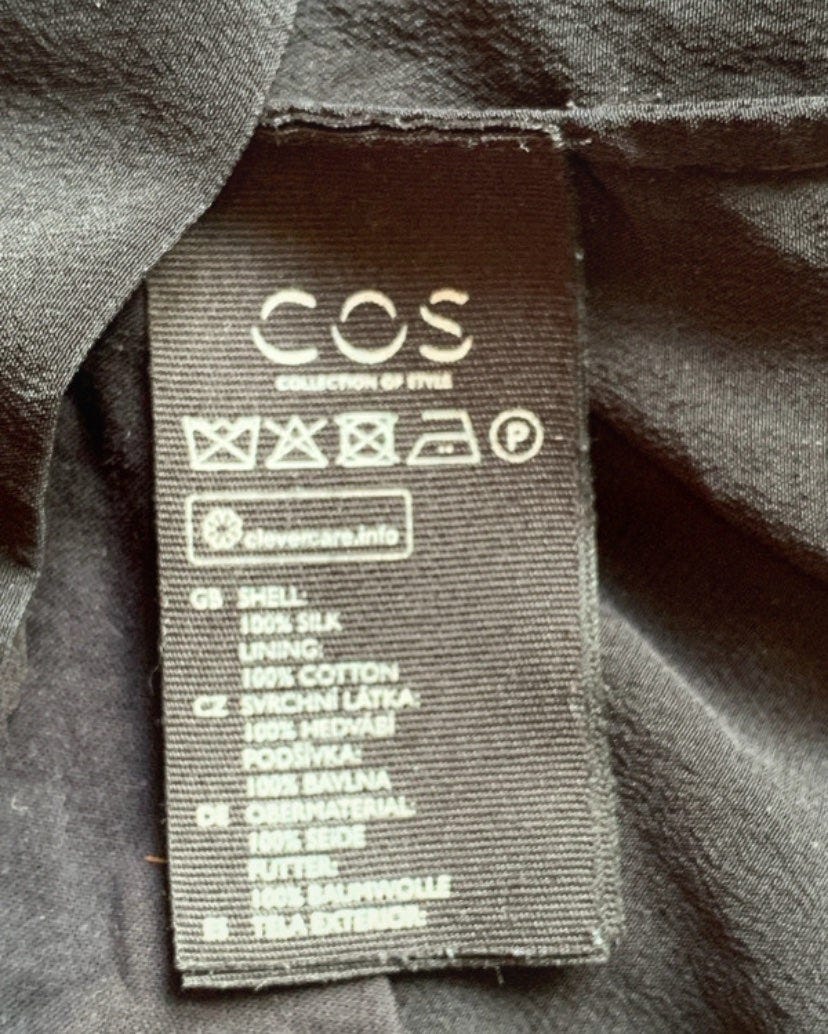 COS
COLLECTION OF STYLE
P
clevercare.info
GB SHELL:
100% SILK
LINING:
100% COTTON
CZ SVRCHNÍ LÁTKA:
100% HEDVÁBÍ
PODŠÍVKA:
100% BAVLNA
DE OBERMATERIAL:
100% SEIDE
FUTTER:
100% BAUMWOLLE
ES TELA EXTERIOR: